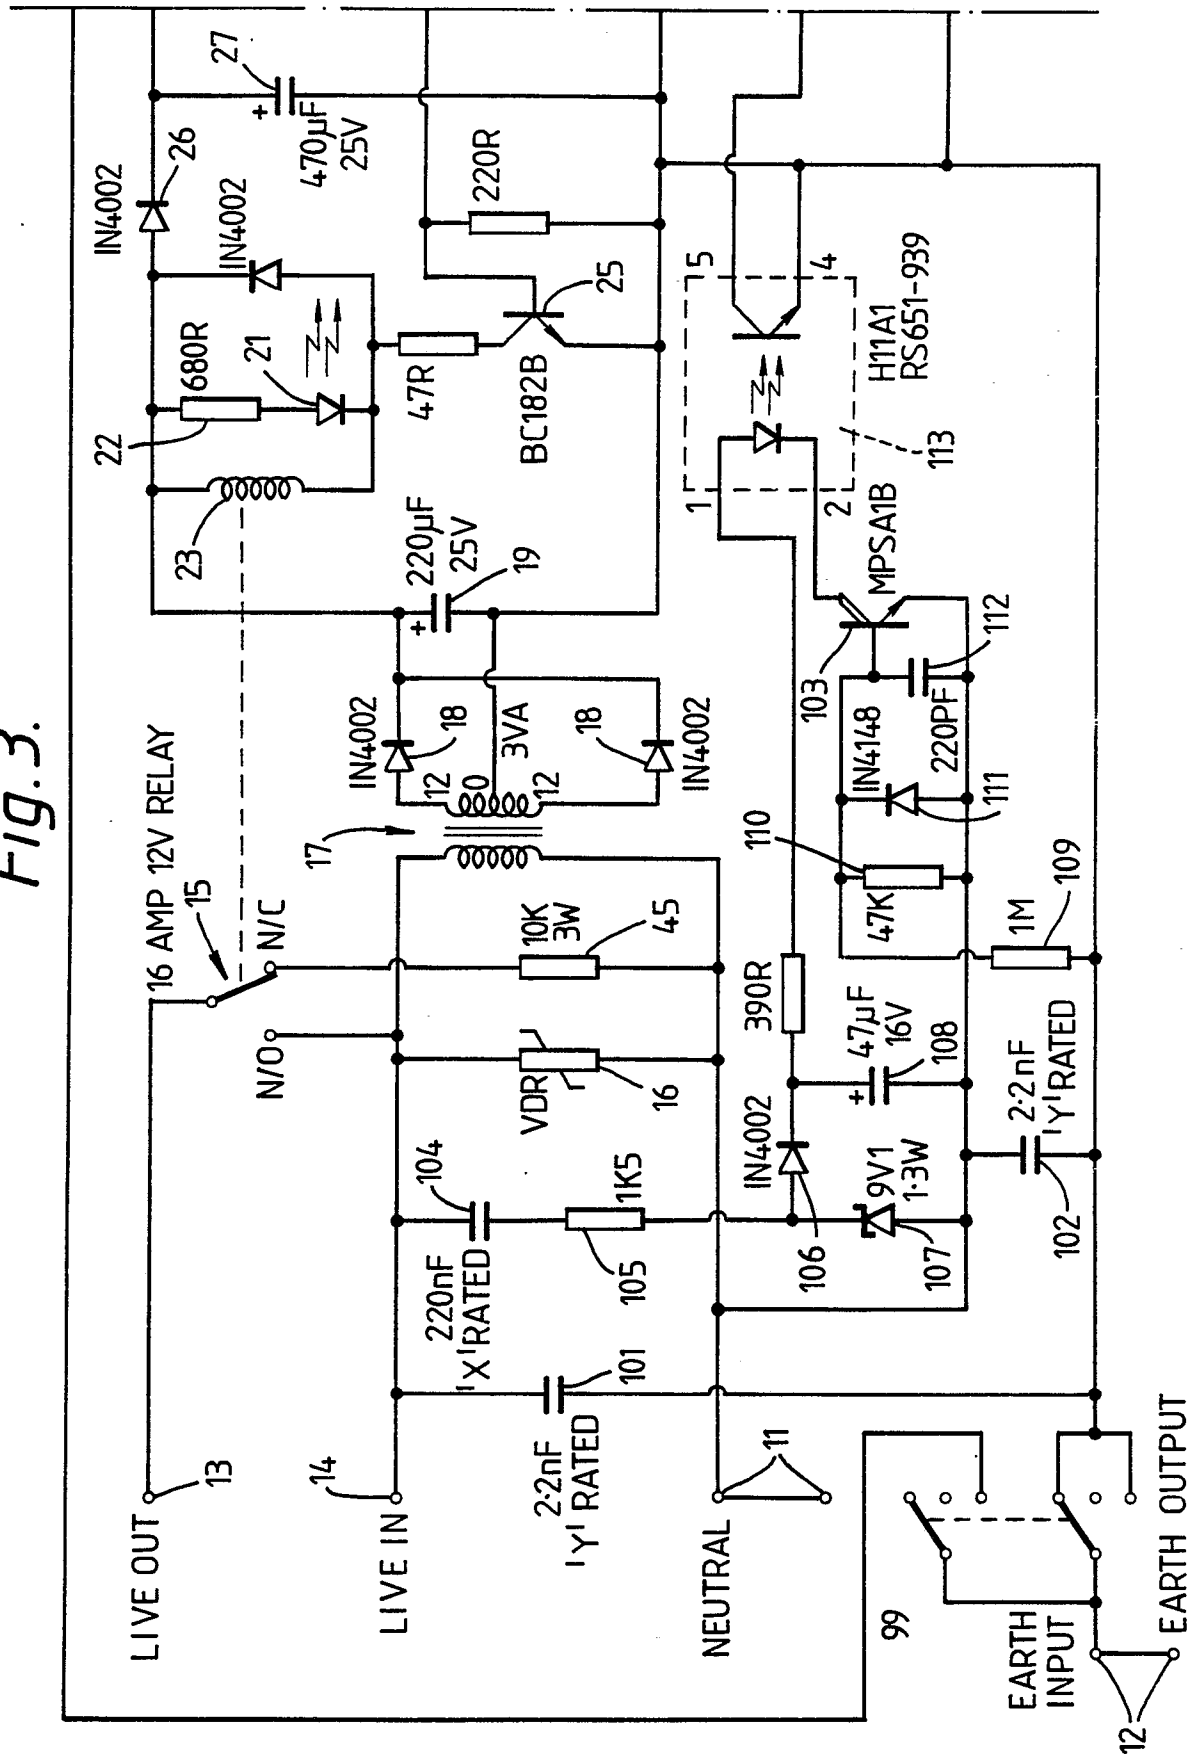 Fig.3.
16 AMP 12V RELAY
15
N/O
N/C
LIVE OUT
13
LIVE IN
14
NEUTRAL
11
99
EARTH
INPUT
12
EARTH OUTPUT
2·2nF
'Y' RATED
101
220nF
'X' RATED
104
1K5
105
VDR
16
10K
3W
45
17
12
0
12
3VA
IN4002
18
18
IN4002
220µF
25V
19
+
23
22
680R
21
IN4002
IN4002
26
27
+
470µF
25V
47R
220R
25
BC182B
5
4
1
2
H11A1
RS651-939
113
MPSA1B
103
112
220PF
IN4148
111
110
47K
1M
109
390R
47µF
16V
108
+
IN4002
106
9V1
1·3W
107
2·2nF
'Y' RATED
102